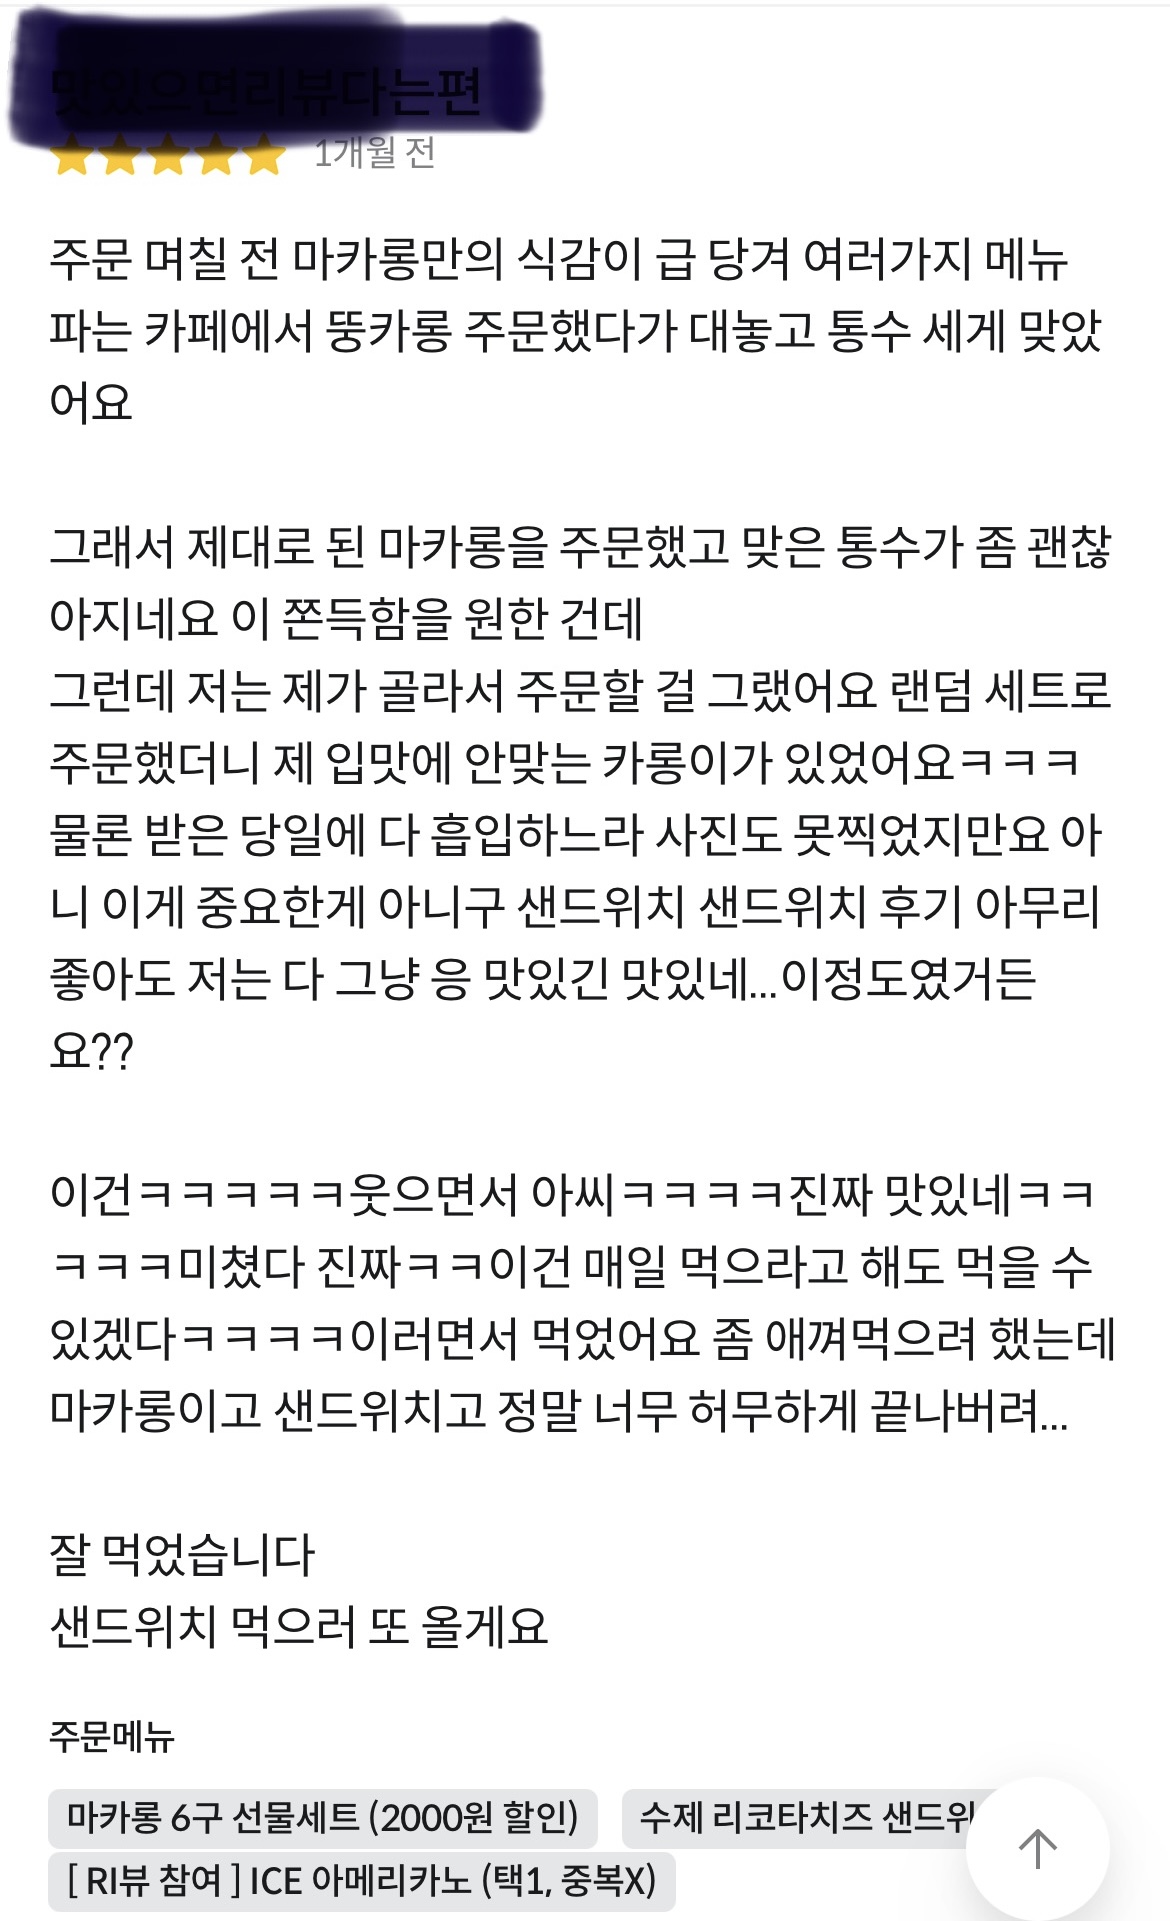 맛있으면리뷰다는편
1개월 전
주문 며칠 전 마카롱만의 식감이 급 당겨 여러가지 메뉴
파는 카페에서 뚱카롱 주문했다가 대놓고 통수 세게 맞았
어요
그래서 제대로 된 마카롱을 주문했고 맞은 통수가 좀 괜찮
아지네요 이 쫀득함을 원한 건데
그런데 저는 제가 골라서 주문할 걸 그랬어요 랜덤 세트로
주문했더니 제 입맛에 안맞는 카롱이가 있었어요ㅋㅋㅋ
물론 받은 당일에 다 흡입하느라 사진도 못찍었지만요 아
니 이게 중요한게 아니구 샌드위치 샌드위치 후기 아무리
좋아도 저는 다 그냥 응 맛있긴 맛있네...이정도였거든
요??
이건ㅋㅋㅋㅋㅋ웃으면서 아씨ㅋㅋㅋㅋ진짜 맛있네ㅋㅋ
ㅋㅋㅋ미쳤다 진짜ㅋㅋ이건 매일 먹으라고 해도 먹을 수
있겠다ㅋㅋㅋㅋ이러면서 먹었어요 좀 애껴먹으려 했는데
마카롱이고 샌드위치고 정말 너무 허무하게 끝나버려...
잘 먹었습니다
샌드위치 먹으러 또 올게요
주문메뉴
마카롱 6구 선물세트 (2000원 할인) 수제 리코타치즈 샌드위
[ RI뷰 참여 ] ICE 아메리카노 (택1, 중복X)